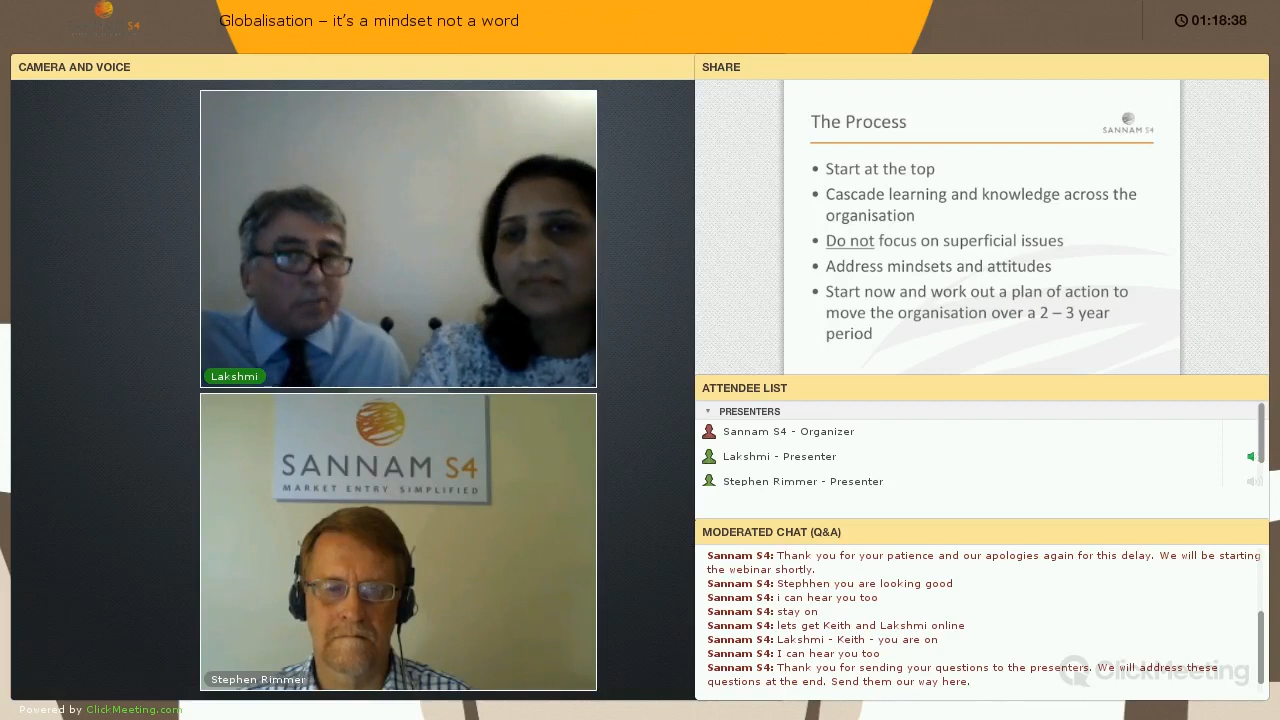 S4
Globalisation – it's a mindset not a word
01:18:38
CAMERA AND VOICE
Lakshmi
SANNAM S4
MARKET ENTRY SIMPLIFIED
Stephen Rimmer
SHARE
The Process
SANNAM S4
• Start at the top
• Cascade learning and knowledge across the
organisation
• Do not focus on superficial issues
• Address mindsets and attitudes
• Start now and work out a plan of action to
move the organisation over a 2 – 3 year
period
ATTENDEE LIST
PRESENTERS
Sannam S4 - Organizer
Lakshmi - Presenter
Stephen Rimmer - Presenter
MODERATED CHAT (Q&A)
Sannam S4: Thank you for your patience and our apologies again for this delay. We will be starting
the webinar shortly.
Sannam S4: Stephhen you are looking good
Sannam S4: i can hear you too
Sannam S4: stay on
Sannam S4: lets get Keith and Lakshmi online
Sannam S4: Lakshmi - Keith - you are on
Sannam S4: I can hear you too
Sannam S4: Thank you for sending your questions to the presenters. We will address these
questions at the end. Send them our way here.
ClickMeeting
Powered by ClickMeeting.com